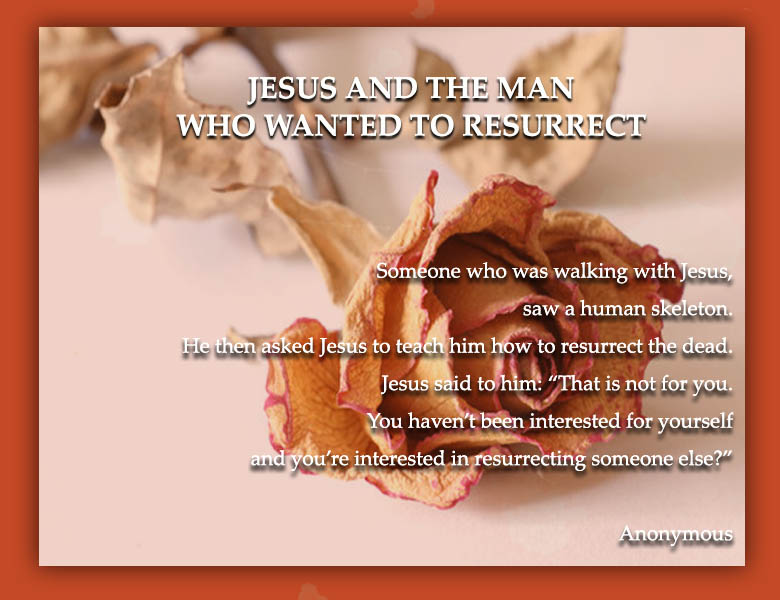 JESUS AND THE MAN
WHO WANTED TO RESURRECT
Someone who was walking with Jesus,
saw a human skeleton.
He then asked Jesus to teach him how to resurrect the dead.
Jesus said to him: “That is not for you.
You haven’t been interested for yourself
and you’re interested in resurrecting someone else?”
Anonymous